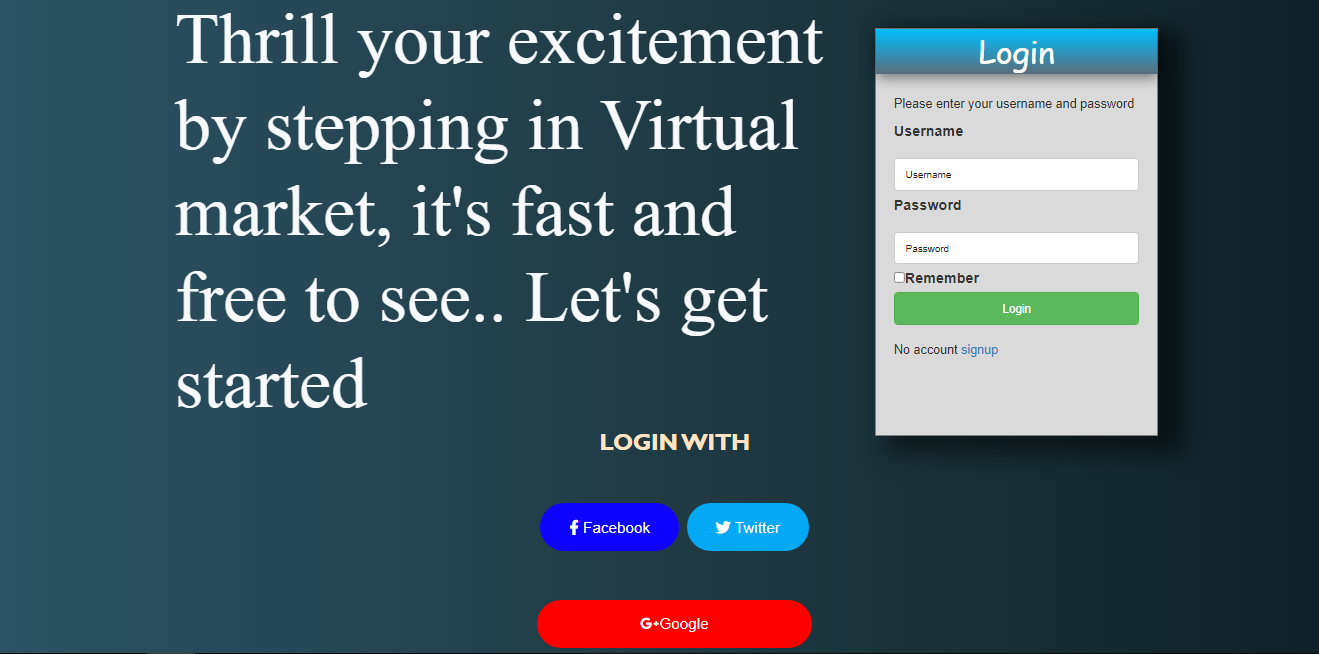 Thrill your excitement
by stepping in Virtual
market, it's fast and
free to see.. Let's get
started
Login
Please enter your username and password
Username
Username
Password
Password
Remember
Login
No account signup
LOGIN WITH
Facebook
Twitter
G+Google